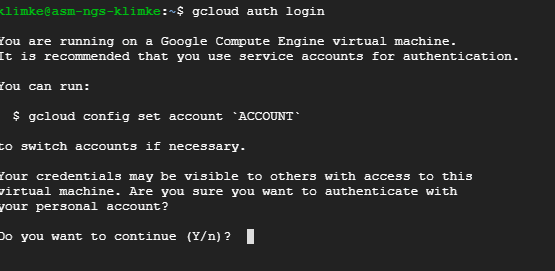 klimke@asm-ngs-klimke:~$ gcloud auth login
You are running on a Google Compute Engine virtual machine.
It is recommended that you use service accounts for authentication.
You can run:
$ gcloud config set account `ACCOUNT`
to switch accounts if necessary.
Your credentials may be visible to others with access to this
virtual machine. Are you sure you want to authenticate with
your personal account?
Do you want to continue (Y/n)?